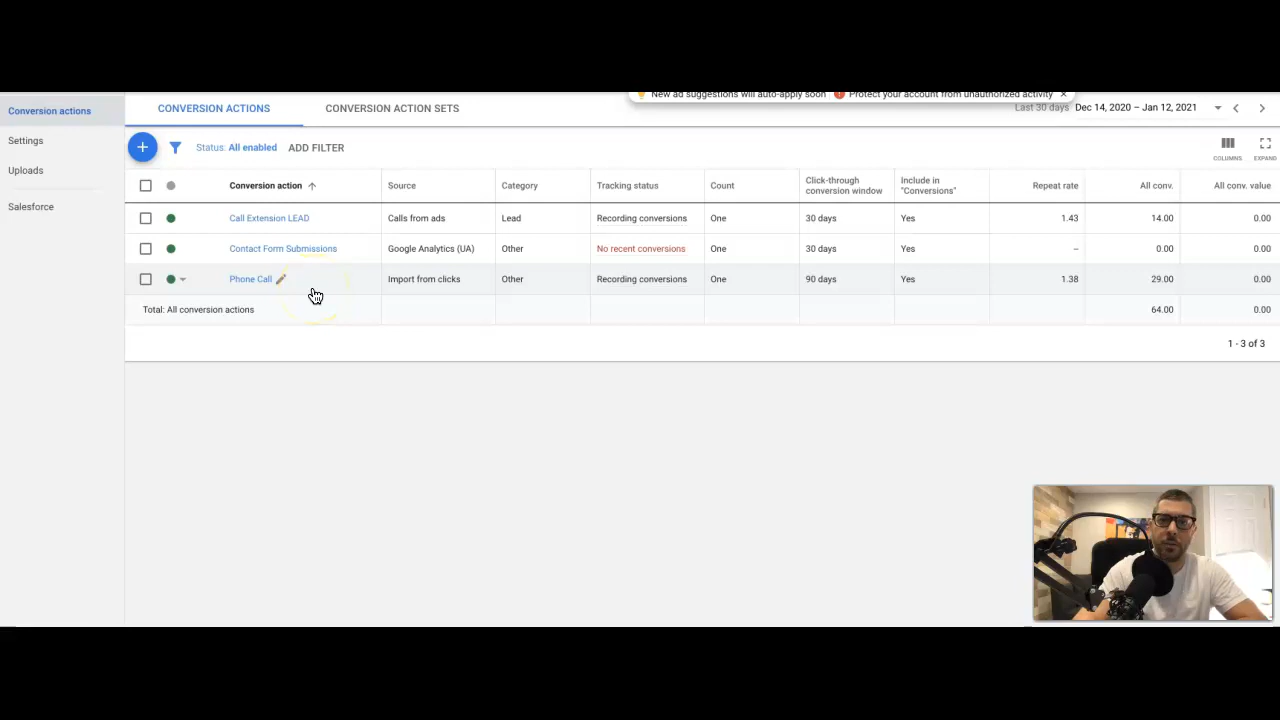 New ad suggestions will auto-apply soon Protect your account from unauthorized activity ×
Conversion actions CONVERSION ACTIONS CONVERSION ACTION SETS Last 30 days Dec 14, 2020 – Jan 12, 2021
Settings Status: All enabled ADD FILTER COLUMNS EXPAND
Uploads
Salesforce
Conversion action Source Category Tracking status Count Click-through conversion window Include in "Conversions" Repeat rate All conv. All conv. value
Call Extension LEAD Calls from ads Lead Recording conversions One 30 days Yes 1.43 14.00 0.00
Contact Form Submissions Google Analytics (UA) Other No recent conversions One 30 days Yes – 0.00 0.00
Phone Call Import from clicks Other Recording conversions One 90 days Yes 1.38 29.00 0.00
Total: All conversion actions 64.00 0.00
1 - 3 of 3